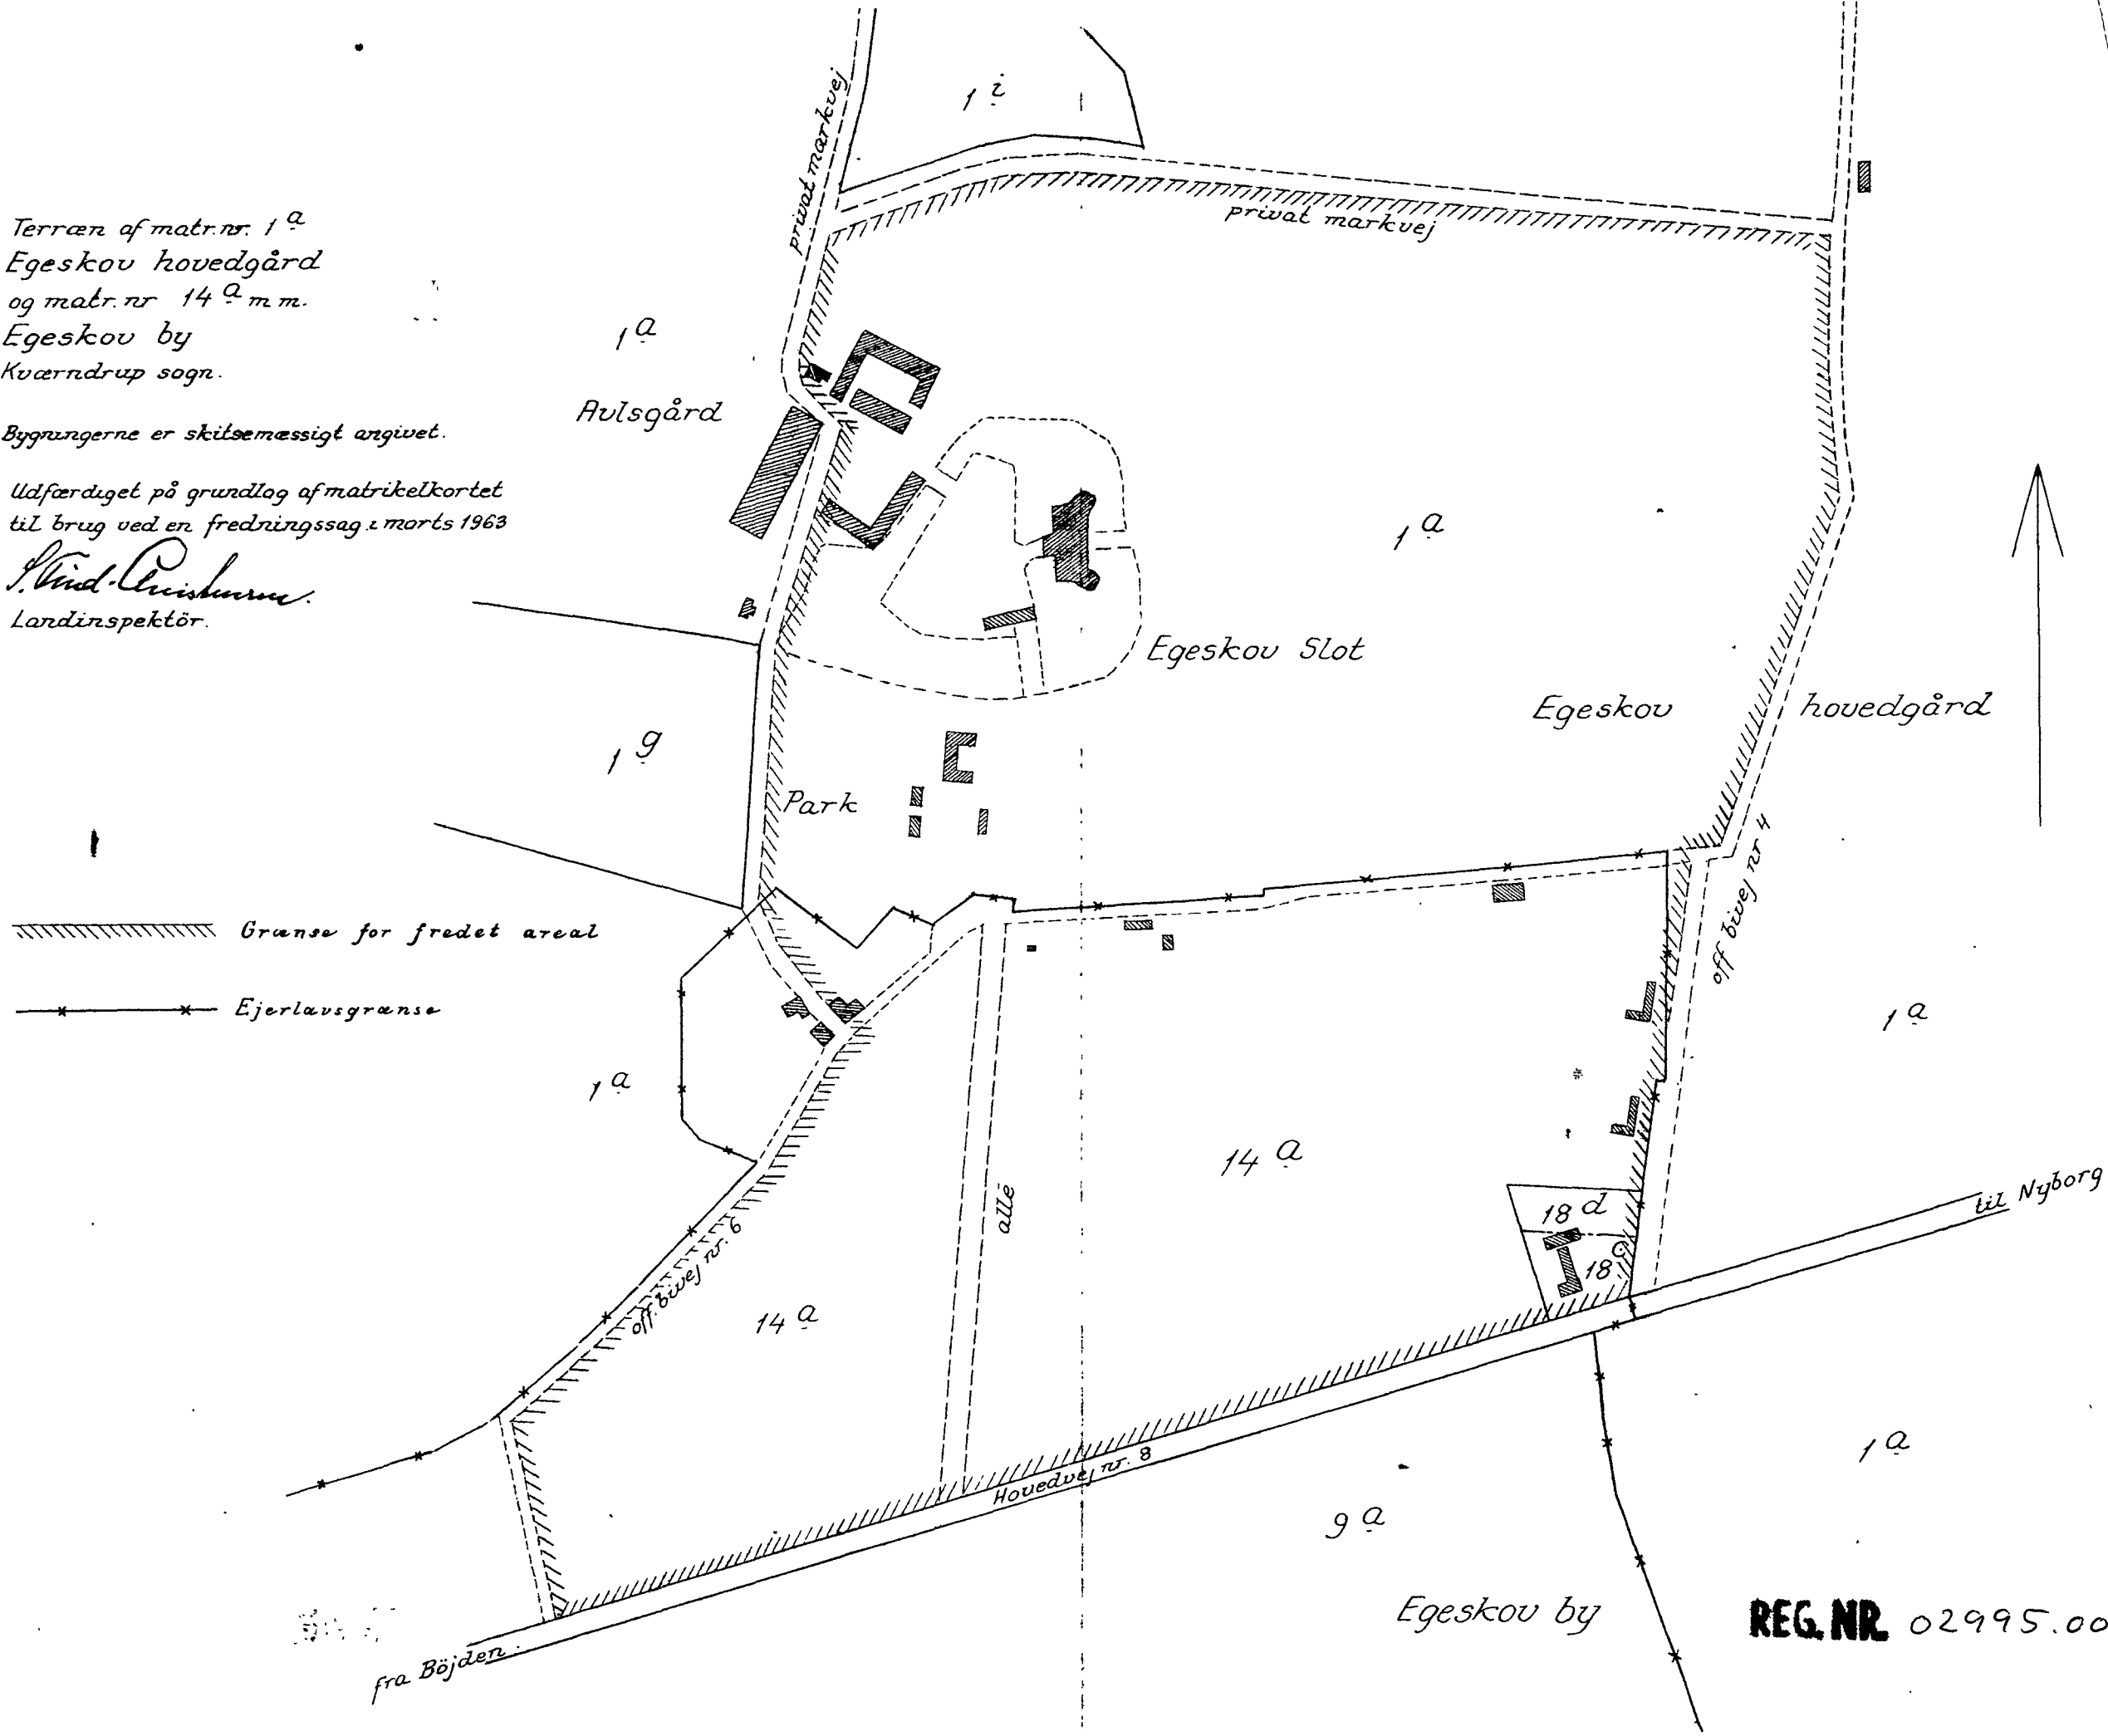 Terræn af matr. nr. 1a
Egeskov hovedgård
og matr. nr 14a m m.
Egeskov by
Kværndrup sogn.
Bygningerne er skitsemæssigt angivet.
Udfærdiget på grundlag af matrikelkortet
til brug ved en fredningssag i marts 1963
Landinspektör.
Grænse for fredet areal
Ejerlavsgrænse
privat markvej
1i
privat markvej
1a
Avlsgård
1a
Egeskov Slot
Egeskov hovedgård
1g
Park
off bivej nr 4
1a
1a
14a
alle
18d
18c
til Nyborg
off. bivej nr. 6
14a
Hovedvej nr. 8
1a
9a
Egeskov by
fra Böjden
REG. NR. 02995.00